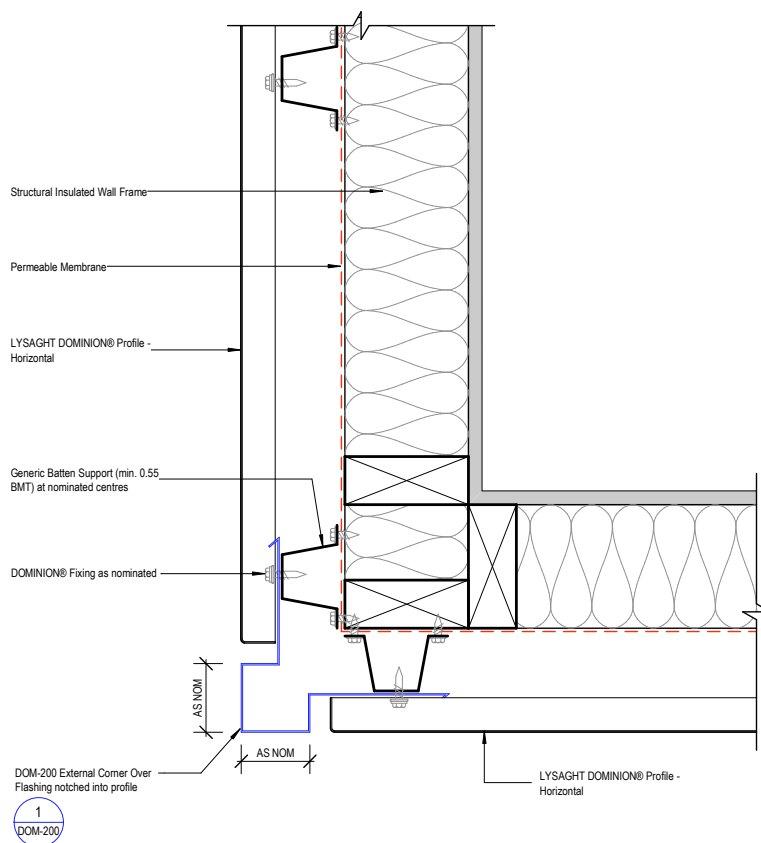 Structural Insulated Wall Frame
Permeable Membrane
LYSAGHT DOMINION® Profile -
Horizontal
Generic Batten Support (min. 0.55
BMT) at nominated centres
DOMINION® Fixing as nominated
AS NOM
AS NOM
DOM-200 External Corner Over
Flashing notched into profile
LYSAGHT DOMINION® Profile -
Horizontal
1
DOM-200